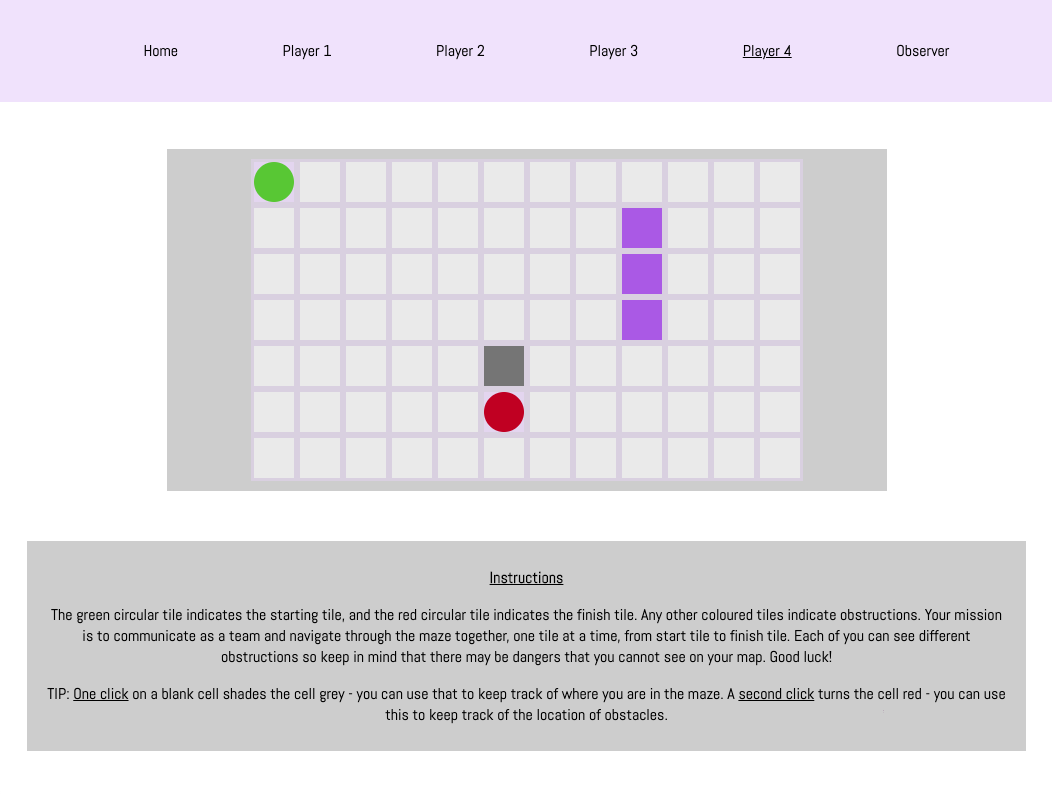 Home Player 1 Player 2 Player 3 Player 4 Observer
Instructions
The green circular tile indicates the starting tile, and the red circular tile indicates the finish tile. Any other coloured tiles indicate obstructions. Your mission
is to communicate as a team and navigate through the maze together, one tile at a time, from start tile to finish tile. Each of you can see different
obstructions so keep in mind that there may be dangers that you cannot see on your map. Good luck!
TIP: One click on a blank cell shades the cell grey - you can use that to keep track of where you are in the maze. A second click turns the cell red - you can use
this to keep track of the location of obstacles.